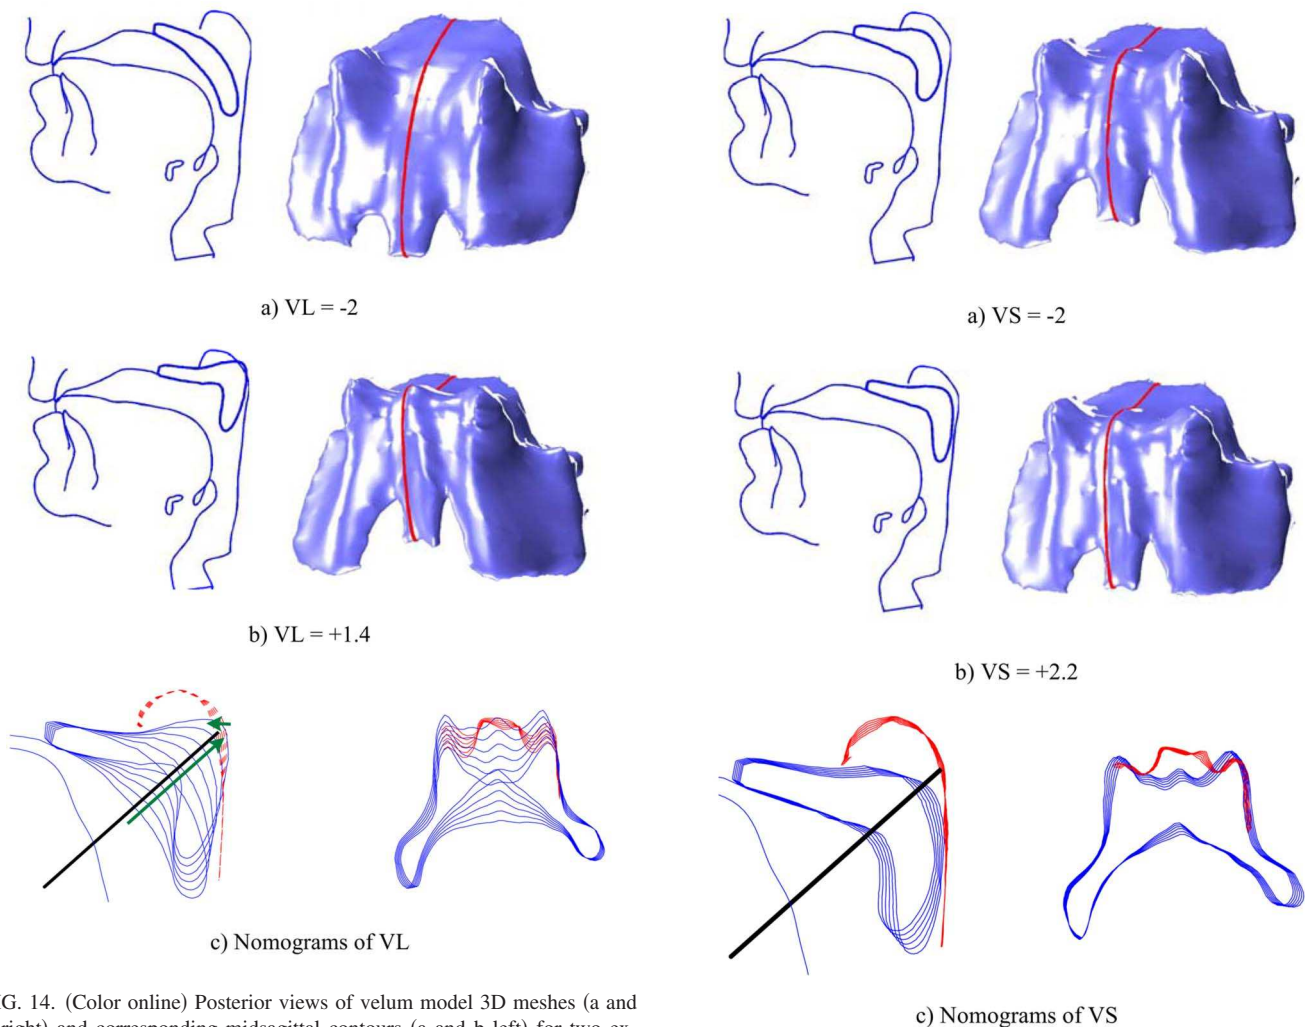 a) VL = -2
b) VL = +1.4
c) Nomograms of VL
G. 14. (Color online) Posterior views of velum model 3D meshes (a and
and corresponding midsagittal contours (a and b left) for two ex-
a) VS = -2
b) VS = +2.2
c) Nomograms of VS